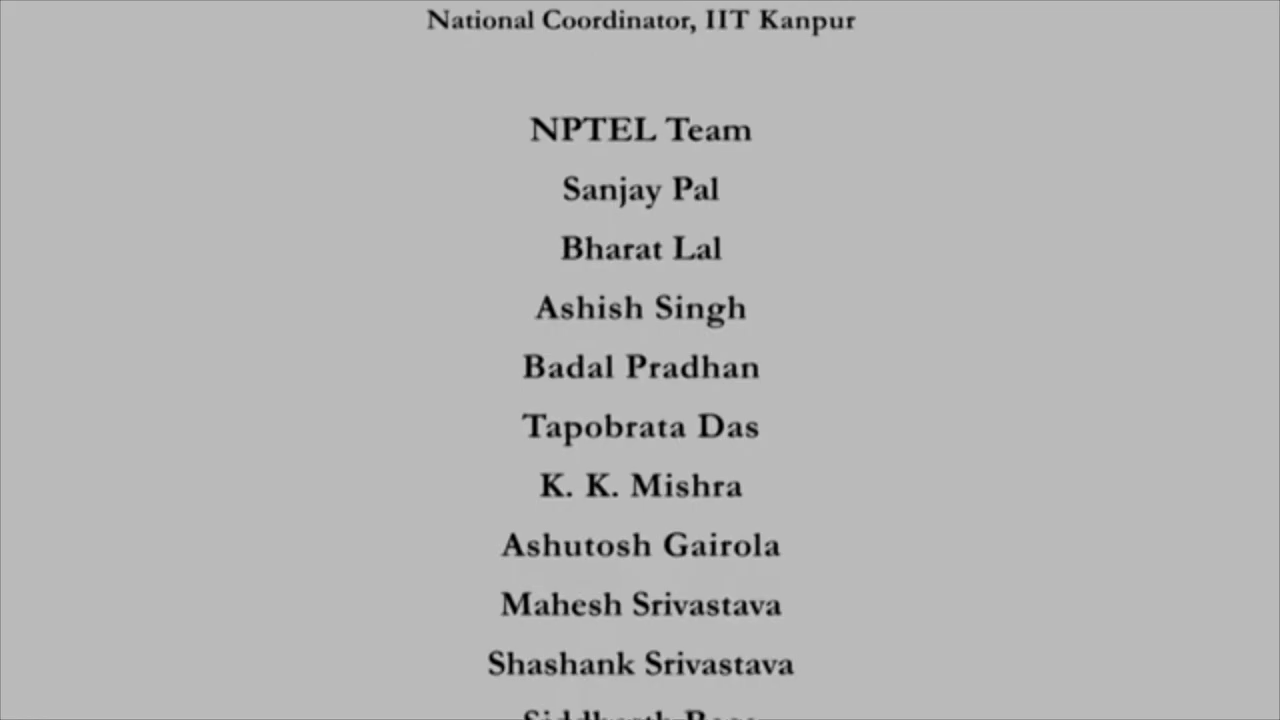 National Coordinator, IIT Kanpur
NPTEL Team
Sanjay Pal
Bharat Lal
Ashish Singh
Badal Pradhan
Tapobrata Das
K. K. Mishra
Ashutosh Gairola
Mahesh Srivastava
Shashank Srivastava